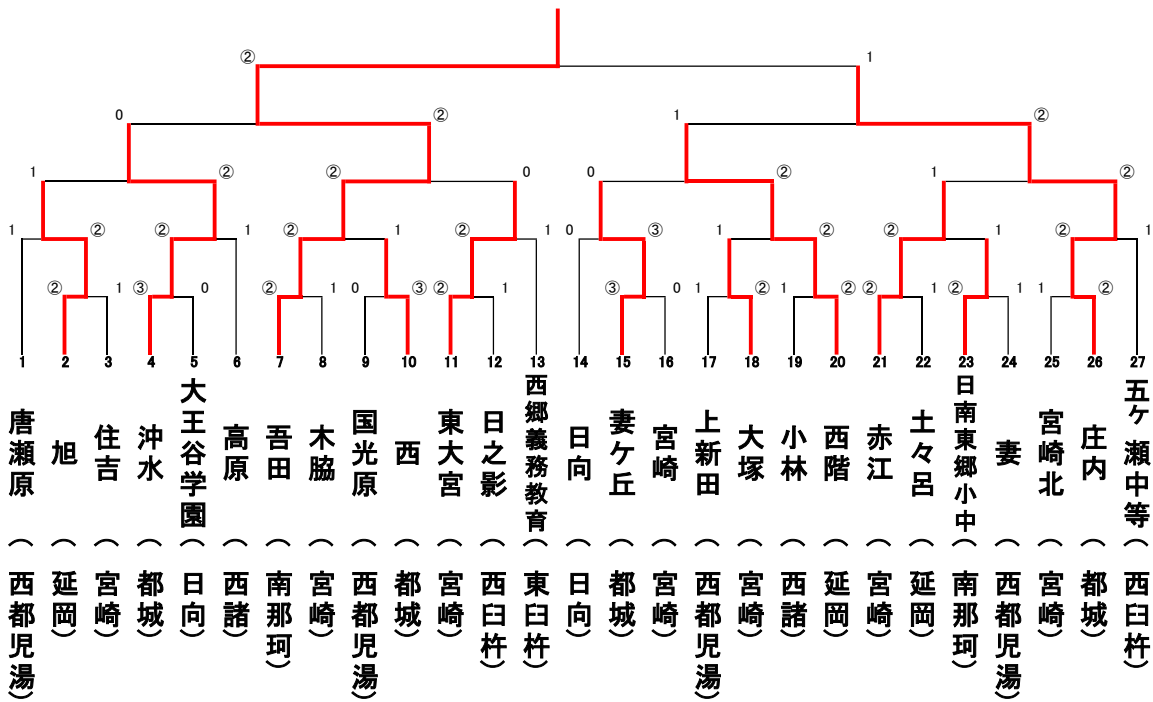 ② 1
0 ② 1 ②
1 ② ② 0 0 ② 1 ②
1 ② ② 1 ② 1 ② 1 0 ③ 1 ② ② 1 ② 1
② 1 ③ 0 ② 1 0 ③ ② 1 ③ 0 1 ② 1 ② ② 1 ② 1 1 ②
1 2 3 4 5 6 7 8 9 10 11 12 13 14 15 16 17 18 19 20 21 22 23 24 25 26 27
唐瀬原(西都児湯)
旭(延岡)
住吉(宮崎)
沖水(都城)
大王谷学園(日向)
高原(西諸)
吾田(南那珂)
木脇(宮崎)
国光原(西都児湯)
西(都城)
東大宮(宮崎)
日之影(西臼杵)
西郷義務教育(東臼杵)
日向(日向)
妻ケ丘(都城)
宮崎(宮崎)
上新田(西都児湯)
大塚(宮崎)
小林(西諸)
西階(延岡)
赤江(宮崎)
土々呂(延岡)
日南東郷小中(南那珂)
妻(西都児湯)
宮崎北(宮崎)
庄内(都城)
五ケ瀬中等(西臼杵)